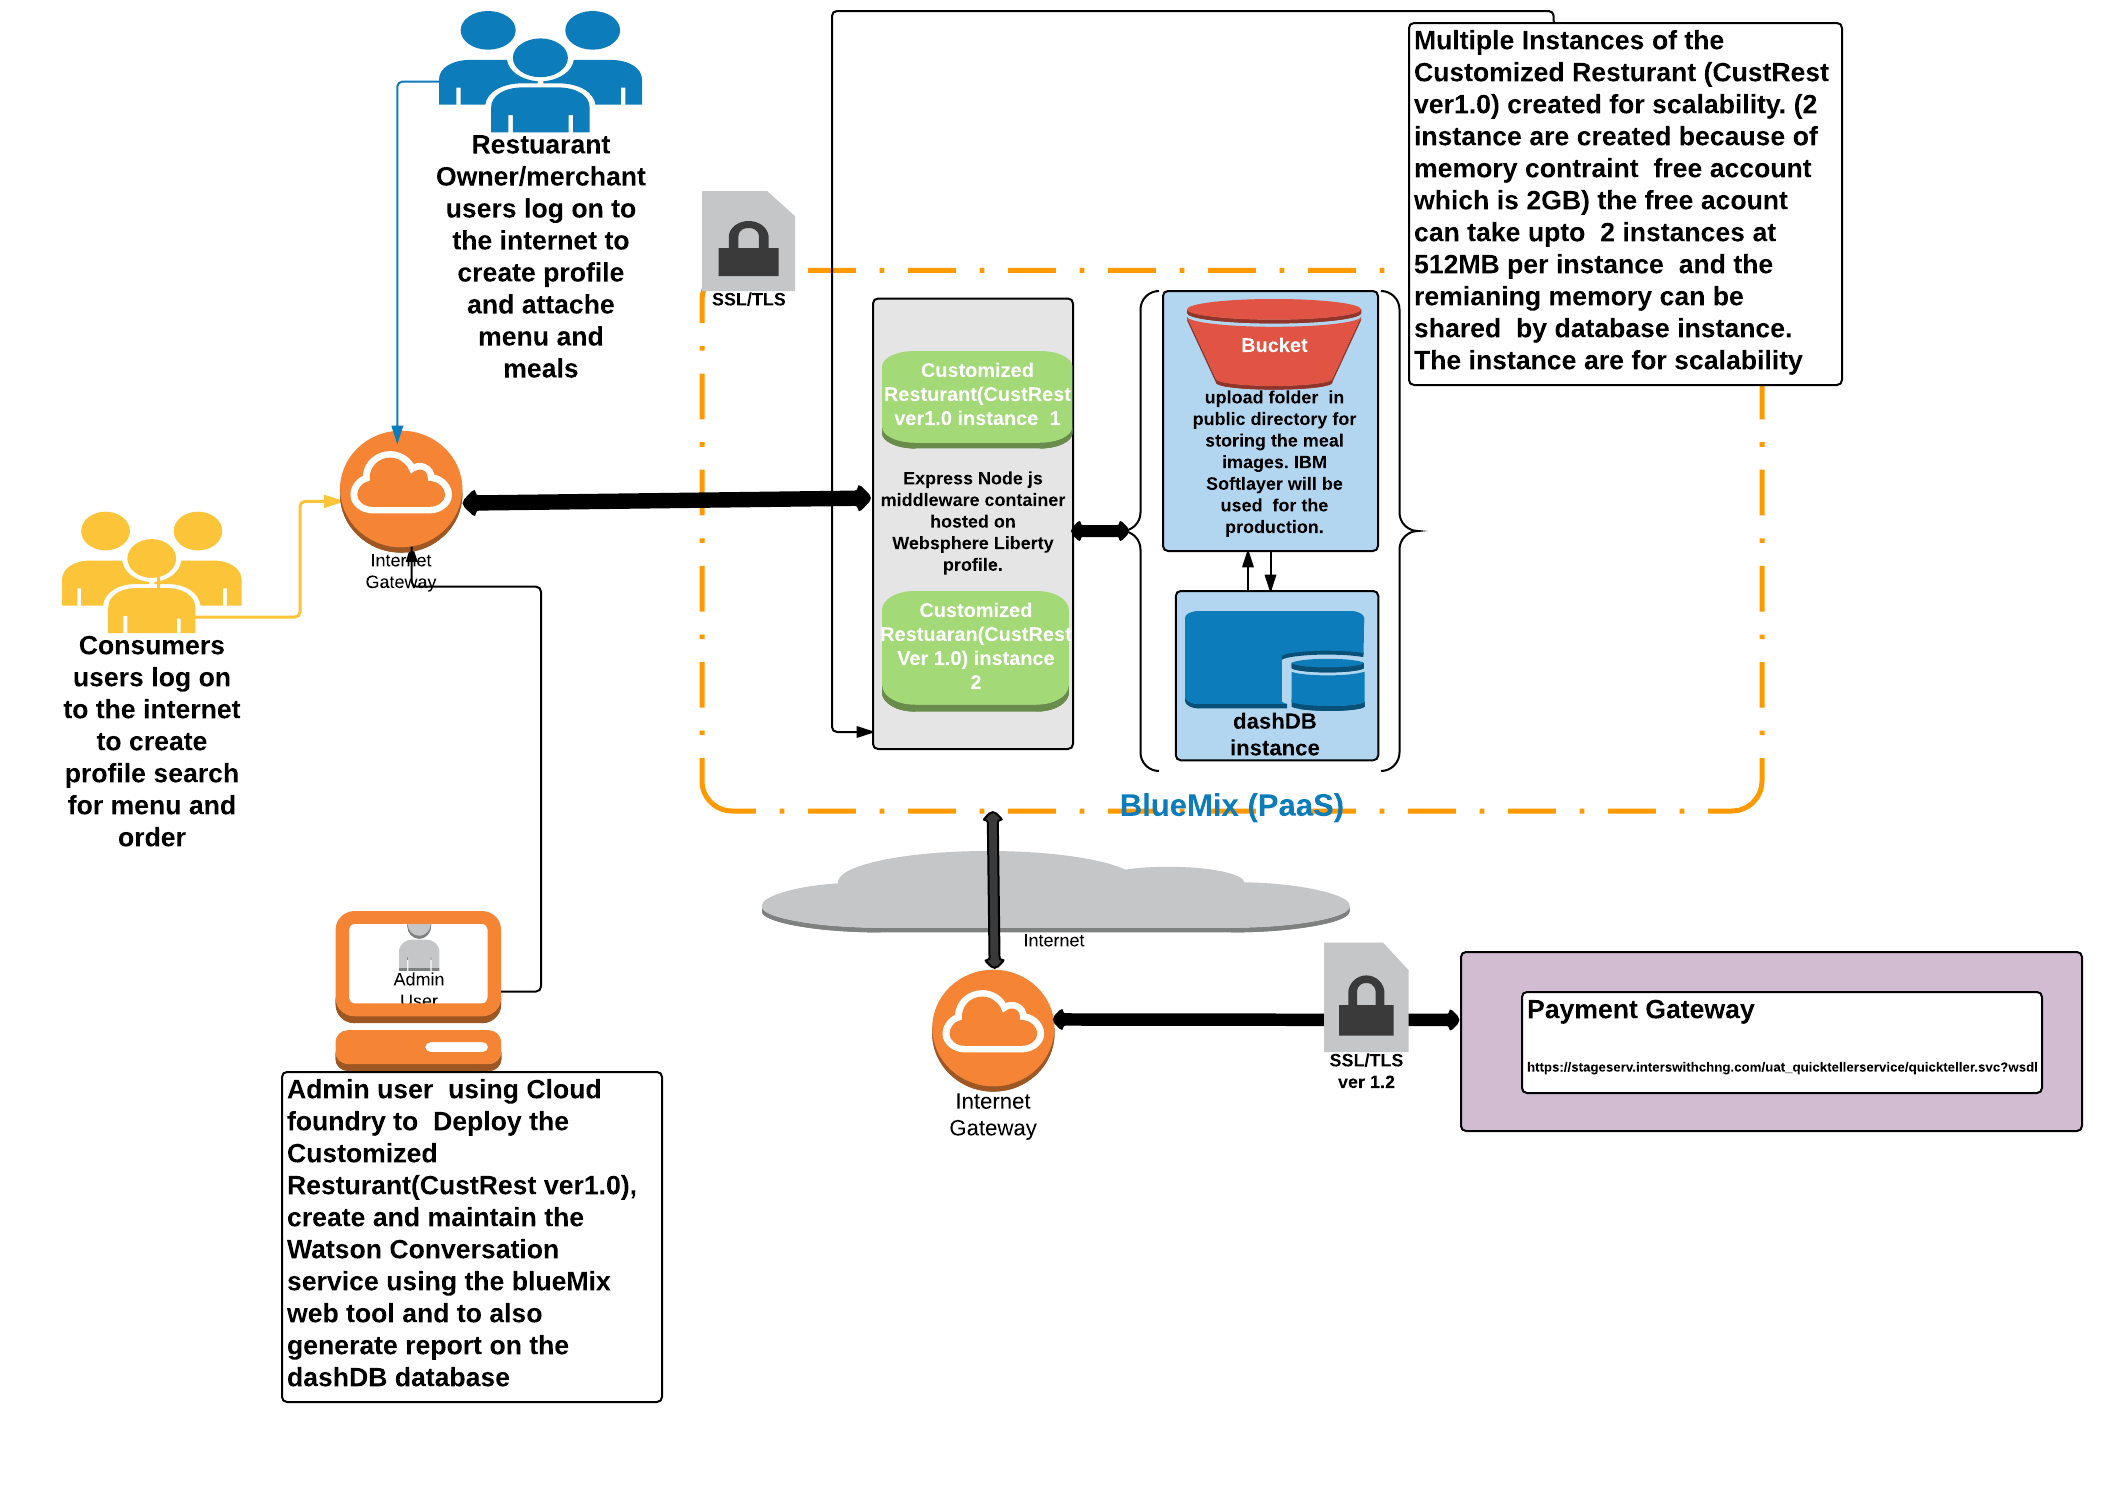 Restuarant
Owner/merchant
users log on to
the internet to
create profile
and attache
menu and
meals
Multiple Instances of the
Customized Resturant (CustRest
ver1.0) created for scalability. (2
instance are created because of
memory contraint  free account
which is 2GB) the free acount
can take upto  2 instances at
512MB per instance  and the
remianing memory can be
shared  by database instance.
The instance are for scalability
SSL/TLS
Customized
Resturant(CustRest
ver1.0 instance  1
Express Node js
middleware container
hosted on
Websphere Liberty
profile.
Customized
Restuaran(CustRest
Ver 1.0) instance
2
Bucket
upload folder  in
public directory for
storing the meal
images. IBM
Softlayer will be
used  for the
production.
dashDB
instance
BlueMix (PaaS)
Internet
Gateway
Consumers
users log on
to the internet
to create
profile search
for menu and
order
Admin
User
Admin user  using Cloud
foundry to  Deploy the
Customized
Resturant(CustRest ver1.0),
create and maintain the
Watson Conversation
service using the blueMix
web tool and to also
generate report on the
dashDB database
Internet
Internet
Gateway
SSL/TLS
ver 1.2
Payment Gateway
https://stageserv.interswithchng.com/uat_quicktellerservice/quickteller.svc?wsdl